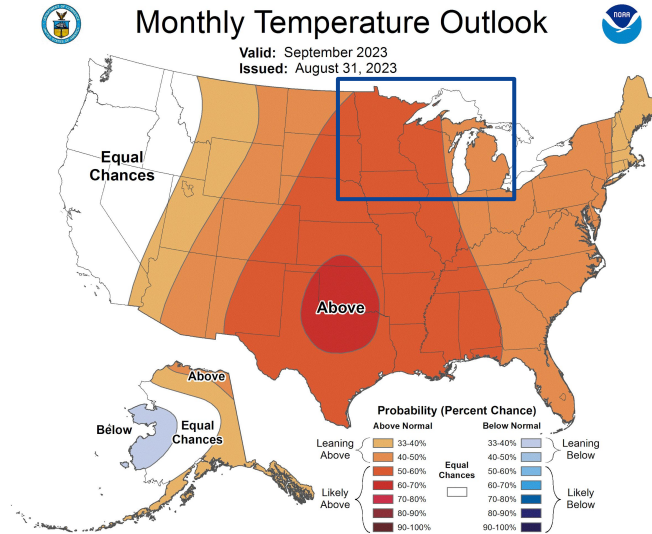 Monthly Temperature Outlook
NOAA
Valid: September 2023
Issued: August 31, 2023
Equal
Chances
Above
Above
Below
Equal
Chances
Probability (Percent Chance)
Above Normal
Below Normal
Leaning
Above
33-40%
40-50%
Likely
Above
50-60%
60-70%
70-80%
80-90%
90-100%
Equal
Chances
33-40%
40-50%
Leaning
Below
50-60%
60-70%
70-80%
80-90%
90-100%
Likely
Below